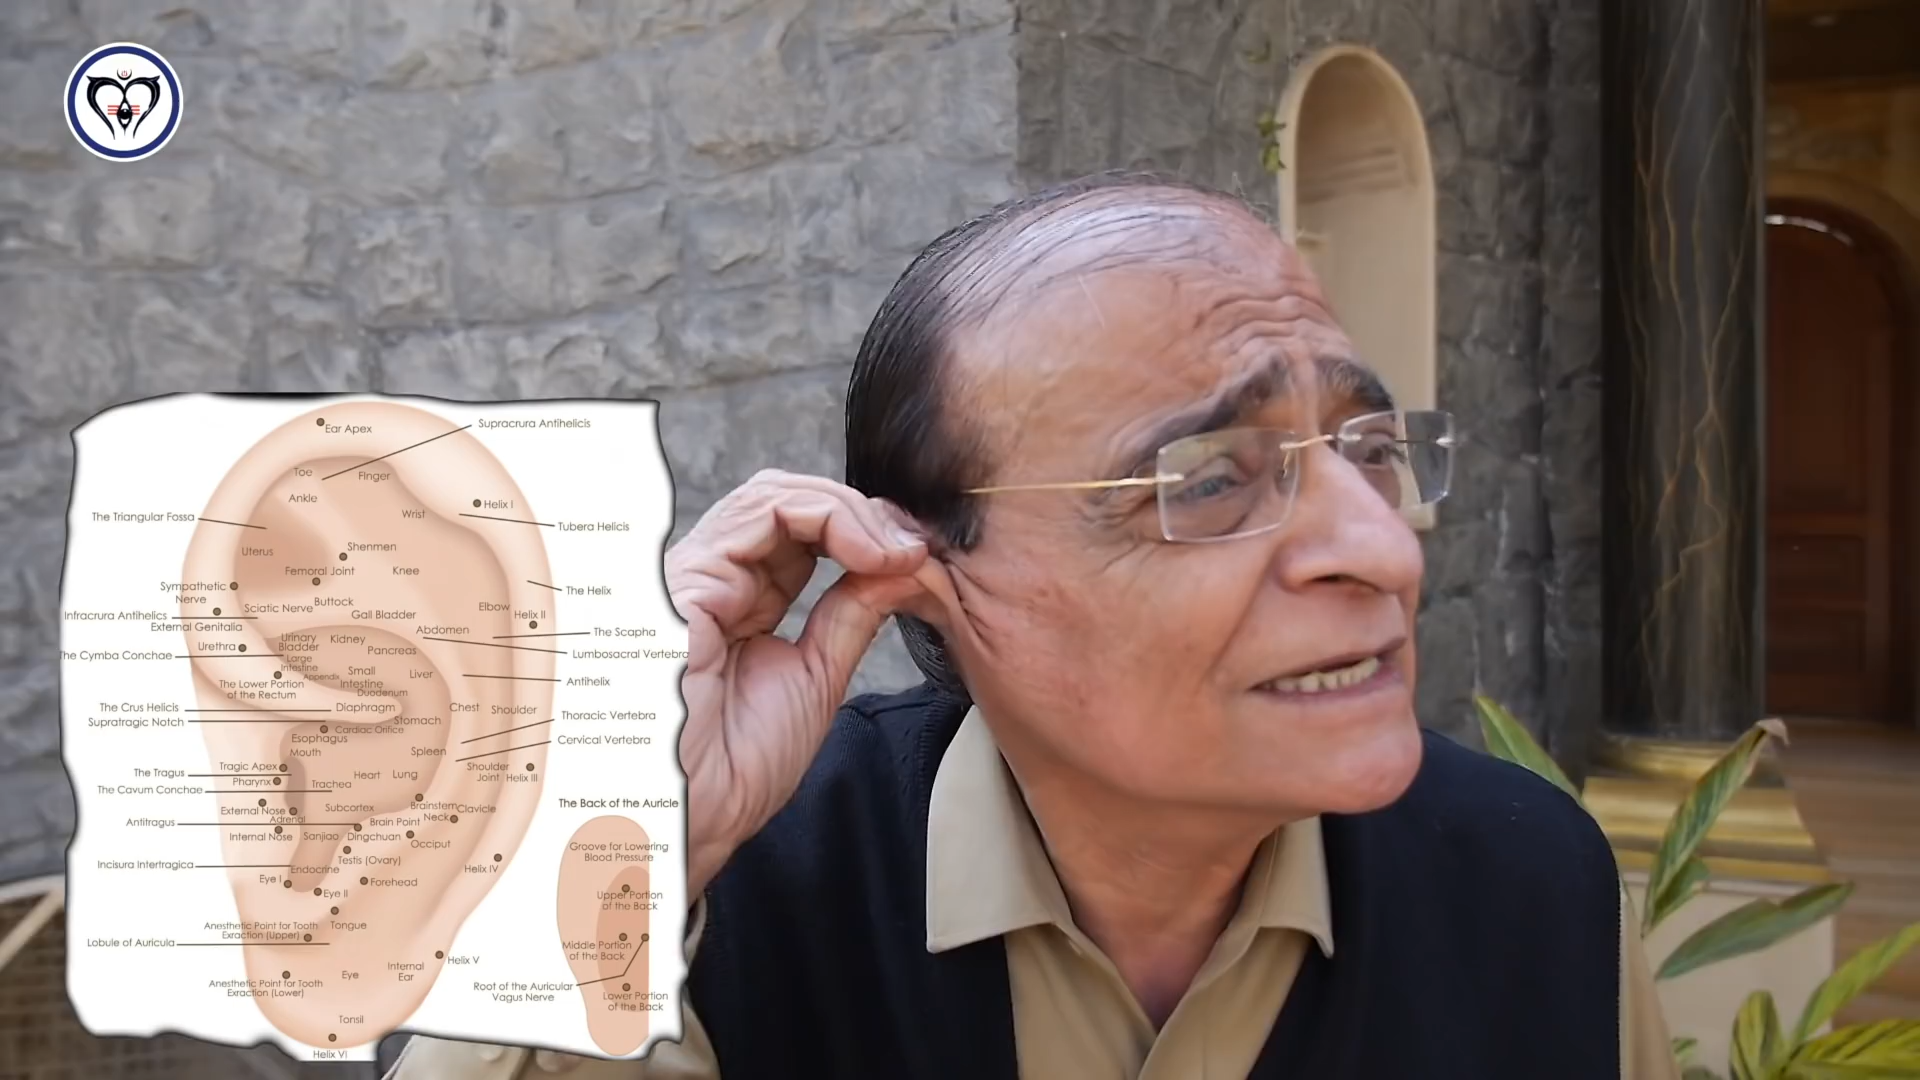 Ear Apex
Supracrura Antihelicis
Toe
Finger
Ankle
Helix I
Wrist
The Triangular Fossa
Tubera Helicis
Uterus
Shenmen
Femoral Joint
Knee
Sympathetic
Nerve
The Helix
Buttock
Sciatic Nerve
Elbow
Infracrura Antihelics
Gall Bladder
Helix II
External Genitalia
Abdomen
The Scapha
Urinary
Bladder
Kidney
Urethra
Pancreas
Lumbosacral Vertebra
he Cymba Conchae
Large
Intestine
Appendix
Small
Intestine
Liver
Antihelix
The Lower Portion
of the Rectum
Duodenum
The Crus Helicis
Diaphragm
Chest
Shoulder
Thoracic Vertebra
Supratragic Notch
Stomach
Cardiac Orifice
Esophagus
Cervical Vertebra
Mouth
Spleen
Tragic Apex
Shoulder
Joint
Helix III
The Tragus
Heart
Lung
Pharynx
Trachea
The Cavum Conchae
External Nose
Subcortex
Brainstem
Clavicle
Adrenal
Neck
Antitragus
Brain Point
Internal Nose
Sanjiao
Dingchuan
Occiput
Testis (Ovary)
Incisura Intertragica
Endocrine
Helix IV
Eye I
Forehead
Eye II
Anesthetic Point for Tooth
Exraction (Upper)
Tongue
Lobule of Auricula
Helix V
Internal
Ear
Eye
Anesthetic Point for Tooth
Exraction (Lower)
Tonsil
Helix VI
The Back of the Auricle
Groove for Lowering
Blood Pressure
Upper Portion
of the Back
Middle Portion
of the Back
Root of the Auricular
Vagus Nerve
Lower Portion
of the Back